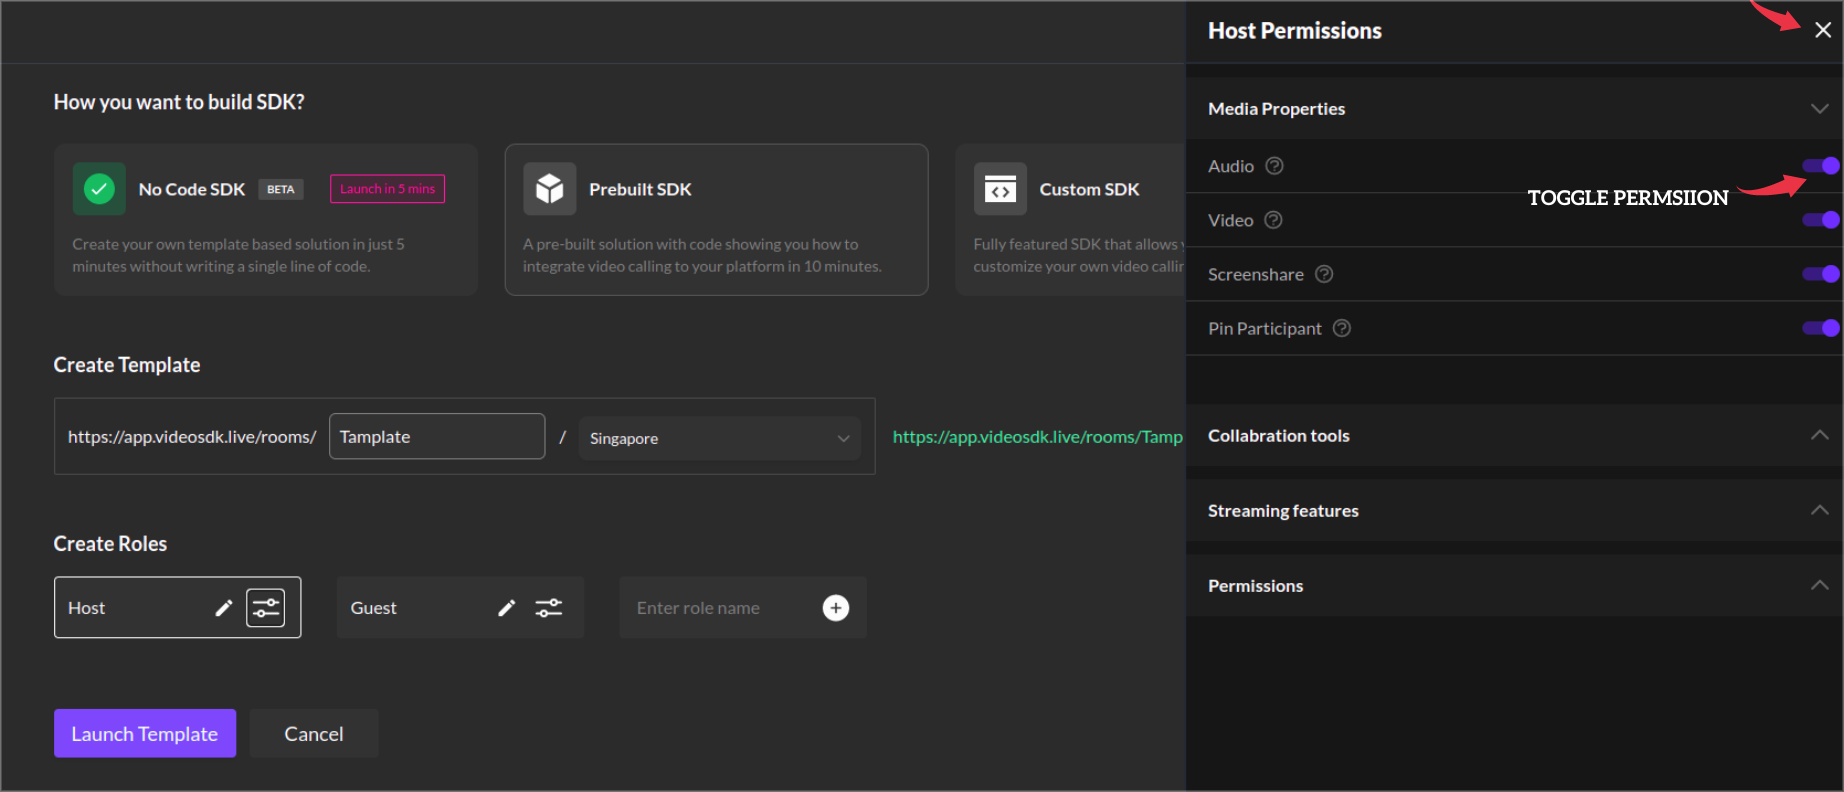 How you want to build SDK?
No Code SDK
BETA
Launch in 5 mins
Create your own template based solution in just 5
minutes without writing a single line of code.
Prebuilt SDK
A pre-built solution with code showing you how to
integrate video calling to your platform in 10 minutes.
Custom SDK
Fully featured SDK that allows
customize your own video
Create Template
https://app.videosdk.live/rooms/
Tamplate
/
Singapore
https://app.videosdk.live/rooms/Tamp
Create Roles
Host
Guest
Enter role name
Launch Template
Cancel
Host Permissions
Media Properties
Audio
TOGGLE PERMSIION
Video
Screenshare
Pin Participant
Collabration tools
Streaming features
Permissions